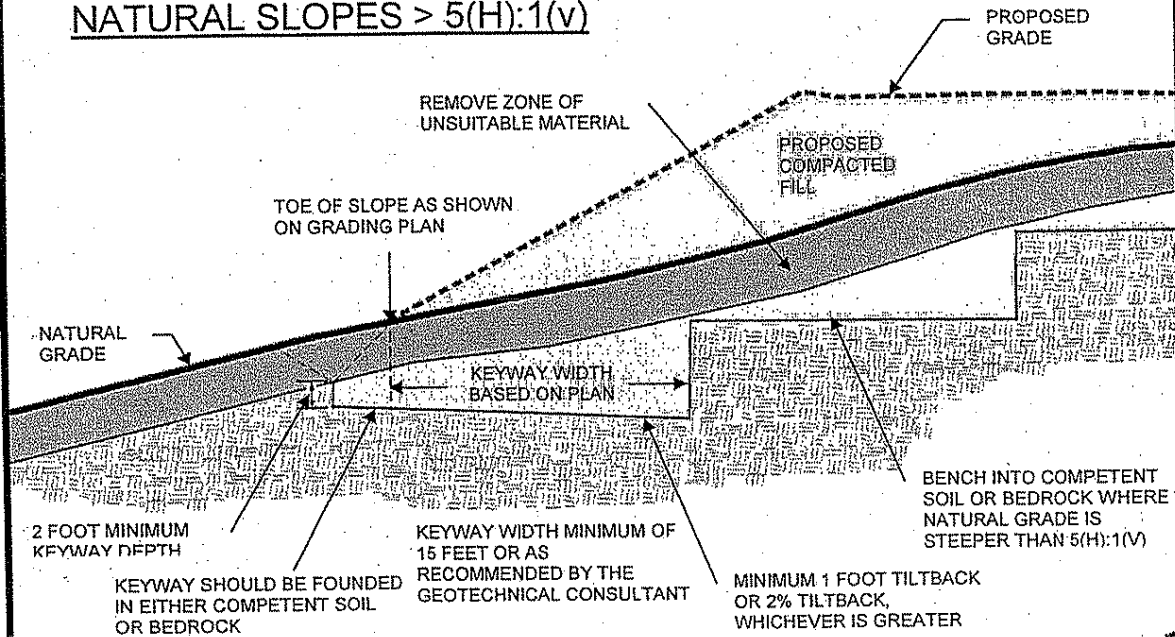 NATURAL SLOPES > 5(H):1(v)
PROPOSED
GRADE
REMOVE ZONE OF
UNSUITABLE MATERIAL
PROPOSED
COMPACTED
FILL
TOE OF SLOPE AS SHOWN
ON GRADING PLAN
NATURAL
GRADE
KEYWAY WIDTH
BASED ON PLAN
2 FOOT MINIMUM
KEYWAY DEPTH
KEYWAY SHOULD BE FOUNDED
IN EITHER COMPETENT SOIL
OR BEDROCK
KEYWAY WIDTH MINIMUM OF
15 FEET OR AS
RECOMMENDED BY THE
GEOTECHNICAL CONSULTANT
MINIMUM 1 FOOT TILTBACK
OR 2% TILTBACK,
WHICHEVER IS GREATER
BENCH INTO COMPETENT
SOIL OR BEDROCK WHERE
NATURAL GRADE IS
STEEPER THAN 5(H):1(V)